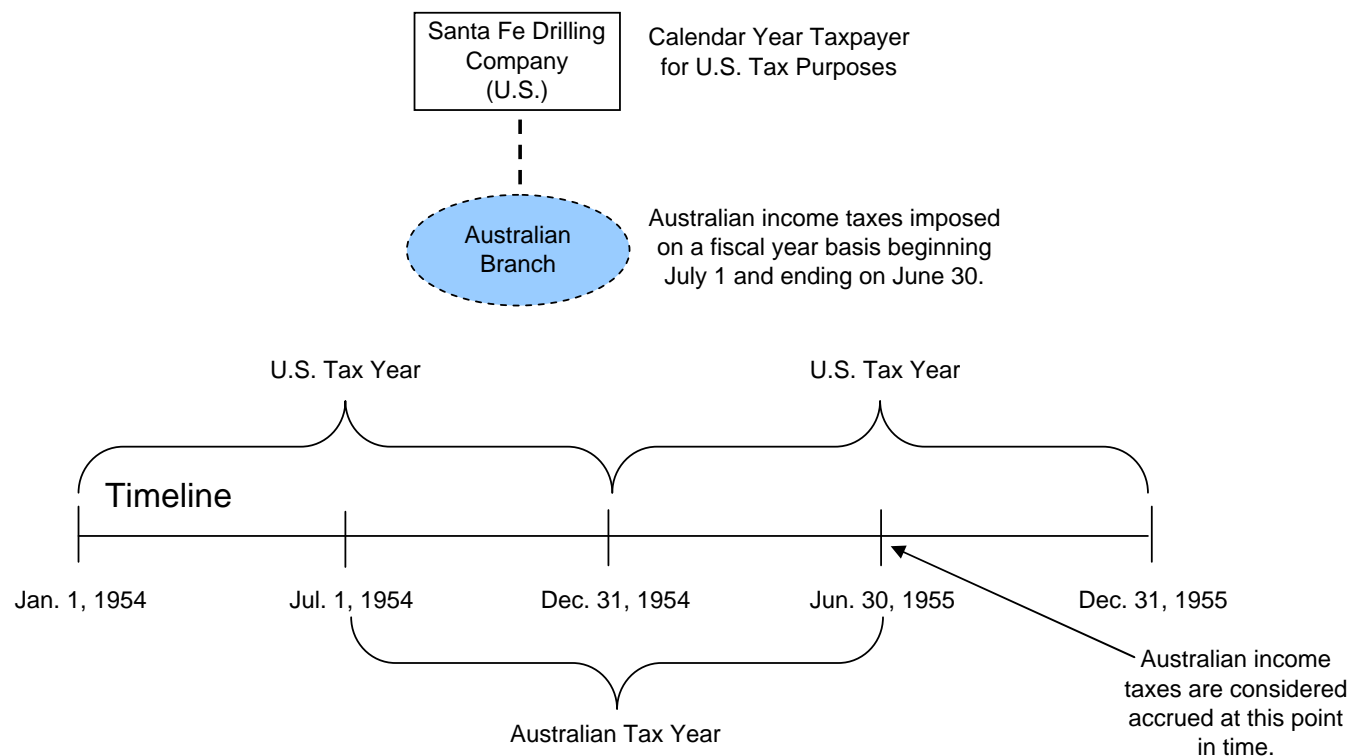 Santa Fe Drilling
Company
(U.S.)
Calendar Year Taxpayer
for U.S. Tax Purposes
Australian
Branch
Australian income taxes imposed
on a fiscal year basis beginning
July 1 and ending on June 30.
U.S. Tax Year
U.S. Tax Year
Timeline
Jan. 1, 1954
Jul. 1, 1954
Dec. 31, 1954
Jun. 30, 1955
Dec. 31, 1955
Australian Tax Year
Australian income
taxes are considered
accrued at this point
in time.